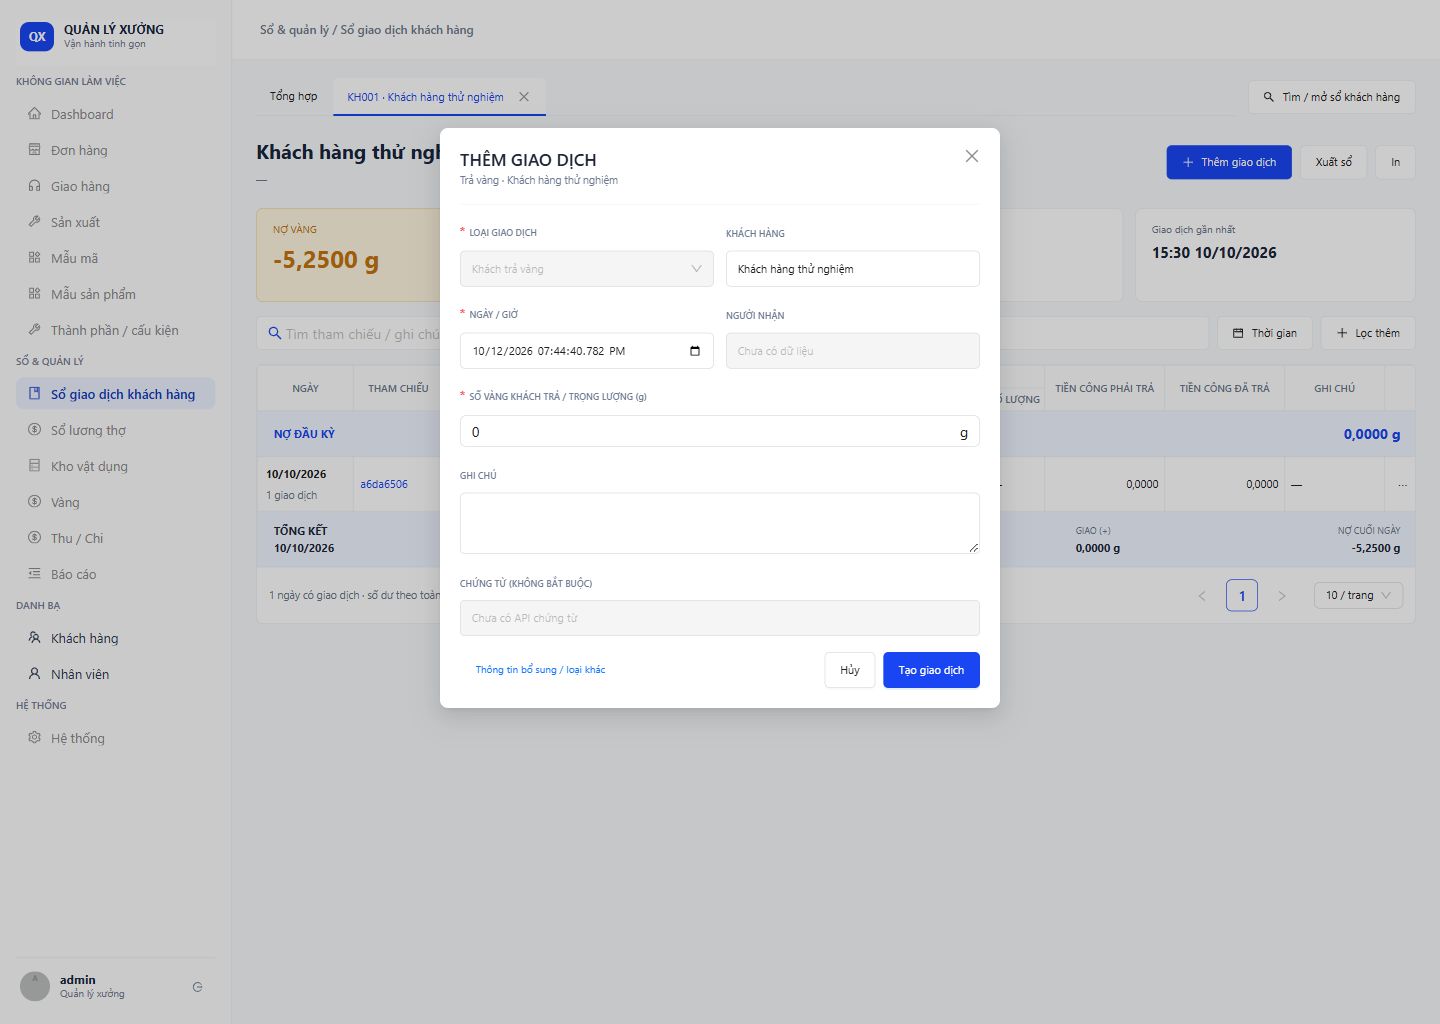 QX
QUẢN LÝ XƯỞNG
Vận hành tinh gọn
KHÔNG GIAN LÀM VIỆC
Dashboard
Đơn hàng
Giao hàng
Sản xuất
Mẫu mã
Mẫu sản phẩm
Thành phần / cấu kiện
SỔ & QUẢN LÝ
Sổ giao dịch khách hàng
Sổ lương thợ
Kho vật dụng
Vàng
Thu / Chi
Báo cáo
DANH BẠ
Khách hàng
Nhân viên
HỆ THỐNG
Hệ thống
A
admin
Quản lý xưởng
Sổ & quản lý / Sổ giao dịch khách hàng
Tổng hợp
KH001 · Khách hàng thử nghiệm
Tìm / mở sổ khách hàng
Khách hàng thử
—
Thêm giao dịch
Xuất sổ
In
NỢ VÀNG
-5,2500 g
Giao dịch gần nhất
15:30 10/10/2026
Tìm tham chiếu / ghi chú
Thời gian
Lọc thêm
NGÀY
THAM CHIẾU
LƯỢNG
TIỀN CÔNG PHẢI TRẢ
TIỀN CÔNG ĐÃ TRẢ
GHI CHÚ
NỢ ĐẦU KỲ
0,0000 g
10/10/2026
1 giao dịch
a6da6506
0,0000
0,0000
—
...
TỔNG KẾT
10/10/2026
GIAO (+)
0,0000 g
NỢ CUỐI NGÀY
-5,2500 g
1 ngày có giao dịch · số dư theo toàn
1
10 / trang
THÊM GIAO DỊCH
Trả vàng · Khách hàng thử nghiệm
* LOẠI GIAO DỊCH
Khách trả vàng
KHÁCH HÀNG
Khách hàng thử nghiệm
* NGÀY / GIỜ
10/12/2026 07:44:40.782 PM
NGƯỜI NHẬN
Chưa có dữ liệu
* SỐ VÀNG KHÁCH TRẢ / TRỌNG LƯỢNG (g)
0
g
GHI CHÚ
CHỨNG TỪ (KHÔNG BẮT BUỘC)
Chưa có API chứng từ
Thông tin bổ sung / loại khác
Hủy
Tạo giao dịch